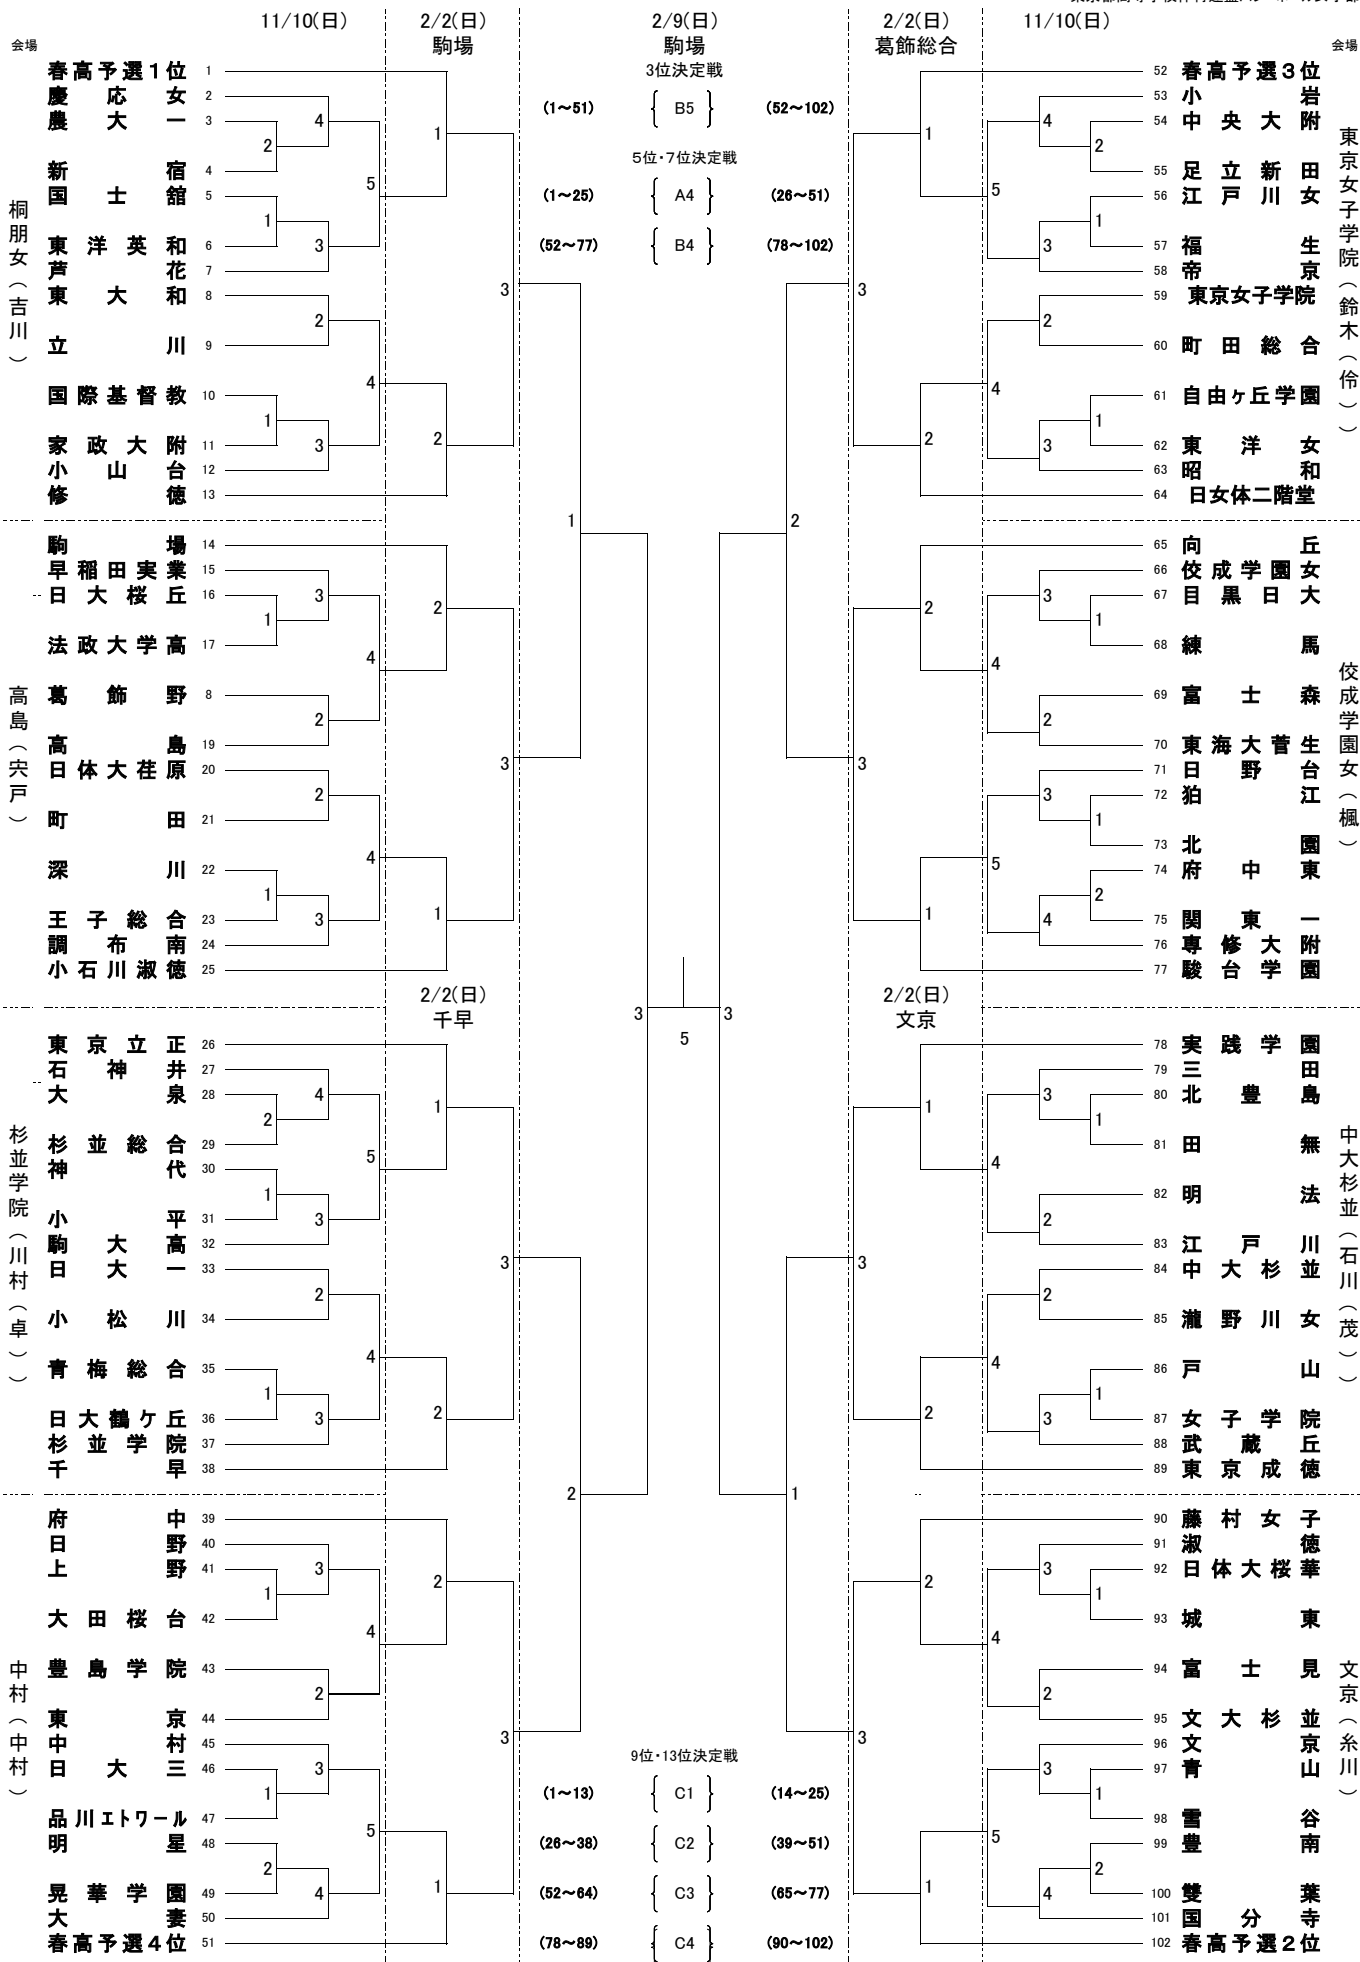 11/10(日) 2/2(日) 2/9(日) 2/2(日) 11/10(日)
駒場 駒場 葛飾総合
会場 会場
3位決定戦
(1～51) B5 (52～102)
5位・7位決定戦
(1～25) A4 (26～51)
(52～77) B4 (78～102)
桐朋女(吉川)
春高予選1位 1
慶応女 2
農大一 3
新宿 4
国士舘 5
東洋英和 6
芦花 7
東大和 8
立川 9
国際基督教 10
家政大附 11
小山台 12
修徳 13
高島(宍戸)
駒場 14
早稲田実業 15
日大桜丘 16
法政大学高 17
葛飾野 8
高島 19
日体大荏原 20
町田 21
深川 22
王子総合 23
調布南 24
小石川淑徳 25
2/2(日)
千早
杉並学院(川村(卓))
東京立正 26
石神井 27
大泉 28
杉並総合 29
神代 30
小平 31
駒大高 32
日大一 33
小松川 34
青梅総合 35
日大鶴ケ丘 36
杉並学院 37
千早 38
中村(中村)
府中 39
日野 40
上野 41
大田桜台 42
豊島学院 43
東京 44
中村 45
日大三 46
品川エトワール 47
明星 48
晃華学園 49
大妻 50
春高予選4位 51
東京女子学院(鈴木(伶))
52 春高予選3位
53 小岩
54 中央大附
55 足立新田
56 江戸川女
57 福生
58 帝京
59 東京女子学院
60 町田総合
61 自由ヶ丘学園
62 東洋女
63 昭和
64 日女体二階堂
佼成学園女(楓)
65 向丘
66 佼成学園女
67 目黒日大
68 練馬
69 富士森
70 東海大菅生
71 日野台
72 狛江
73 北園
74 府中東
75 関東一
76 専修大附
77 駿台学園
2/2(日)
文京
中大杉並(石川(茂))
78 実践学園
79 三田
80 北豊島
81 田無
82 明法
83 江戸川
84 中大杉並
85 瀧野川女
86 戸山
87 女子学院
88 武蔵丘
89 東京成徳
文京(糸川)
90 藤村女子
91 淑徳
92 日体大桜華
93 城東
94 富士見
95 文大杉並
96 文京
97 青山
98 雪谷
99 豊南
100 雙葉
101 国分寺
102 春高予選2位
9位・13位決定戦
(1～13) C1 (14～25)
(26～38) C2 (39～51)
(52～64) C3 (65～77)
(78～89) C4 (90～102)